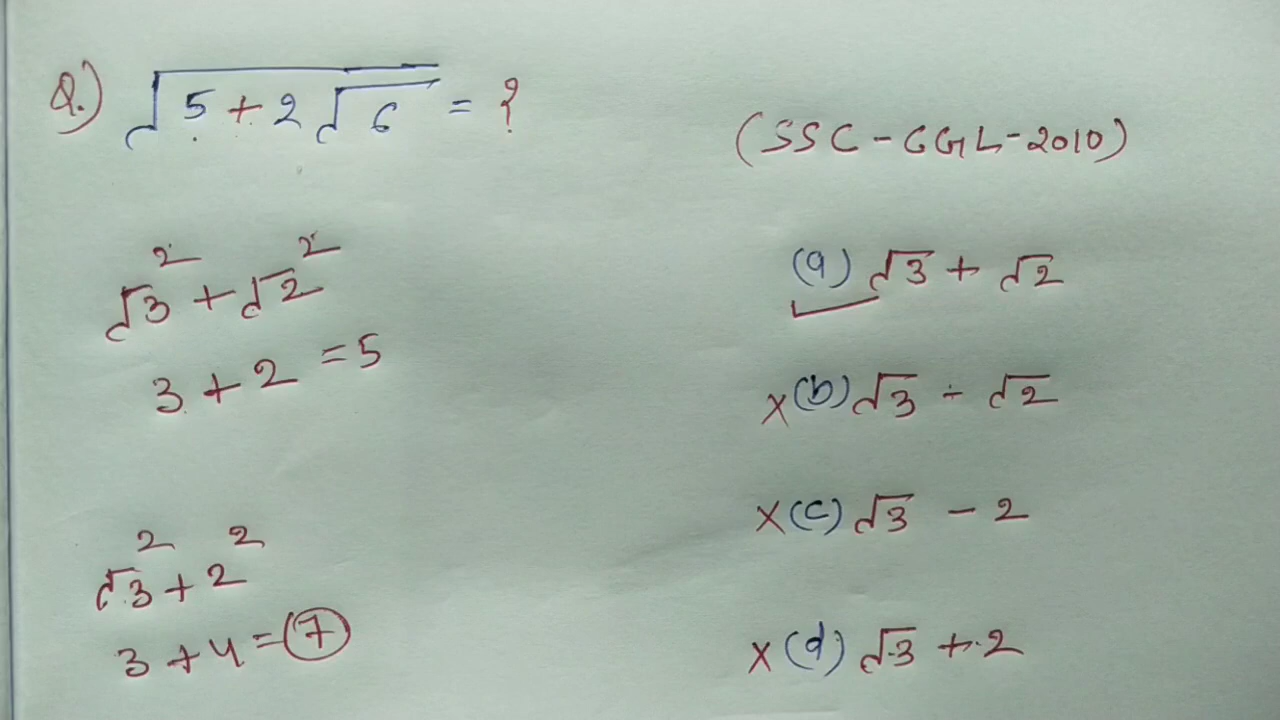 Q.) √(5 + 2√6) = ?
(SSC-CGL-2010)
√3² + √2²
3 + 2 = 5
√3² + 2²
3 + 4 = 7
(a) √3 + √2
x (b) √3 - √2
x (c) √3 - 2
x (d) √3 + 2